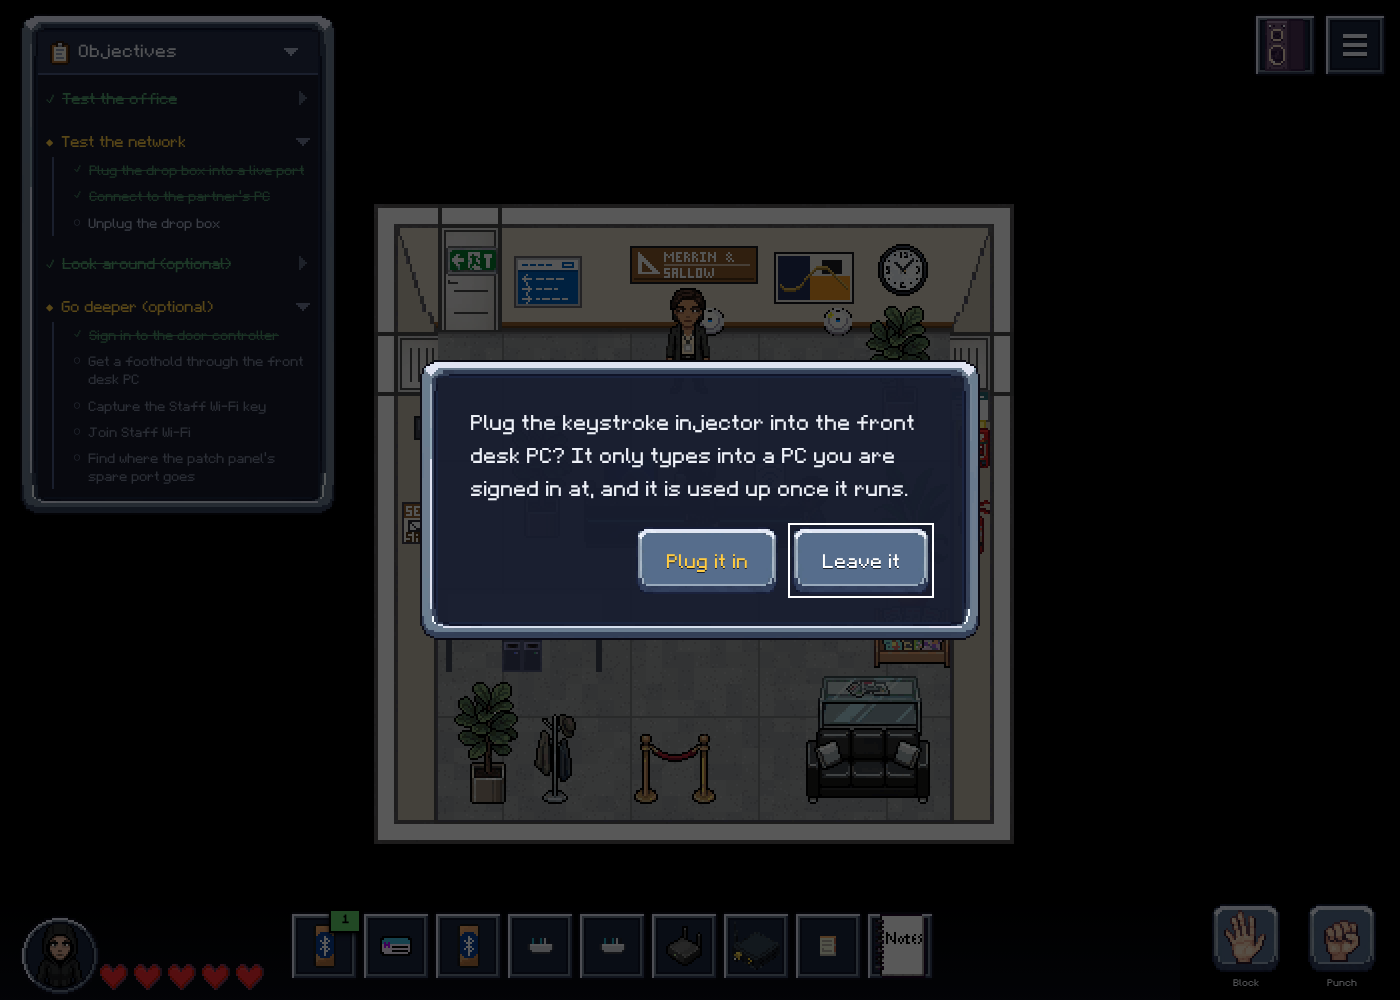 Objectives
Test the office
Test the network
Plug the drop box into a live port
Connect to the partner's PC
Unplug the drop box
Look around (optional)
Go deeper (optional)
Sign in to the door controller
Get a foothold through the front
desk PC
Capture the Staff Wi-Fi key
Join Staff Wi-Fi
Find where the patch panel's
spare port goes
MERRIN &
SALLOW
12
Plug the keystroke injector into the front
desk PC? It only types into a PC you are
signed in at, and it is used up once it runs.
Plug it in
Leave it
1
Notes
Block
Punch